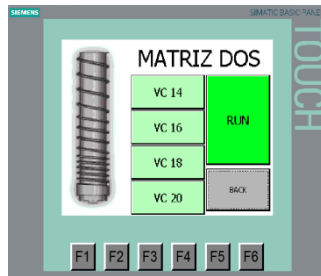 SIEMENS
SIMATIC BASIC PANE
TOUCH
MATRIZ DOS
VC 14
VC 16
RUN
VC 18
VC 20
BACK
F1 F2 F3 F4 F5 F6